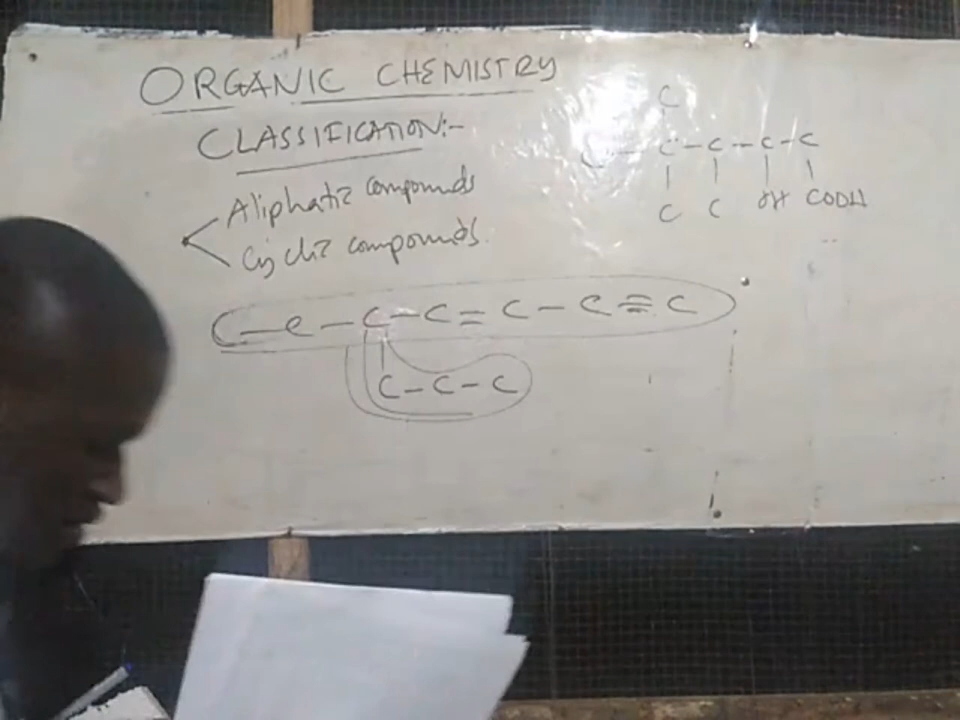 ORGANIC CHEMISTRY
CLASSIFICATION:-
Aliphatic compounds
Cyclic compounds.
C
C - C - C - C - C
C C OH COOH
C - C - C - C = C - C ≡ C
C - C - C